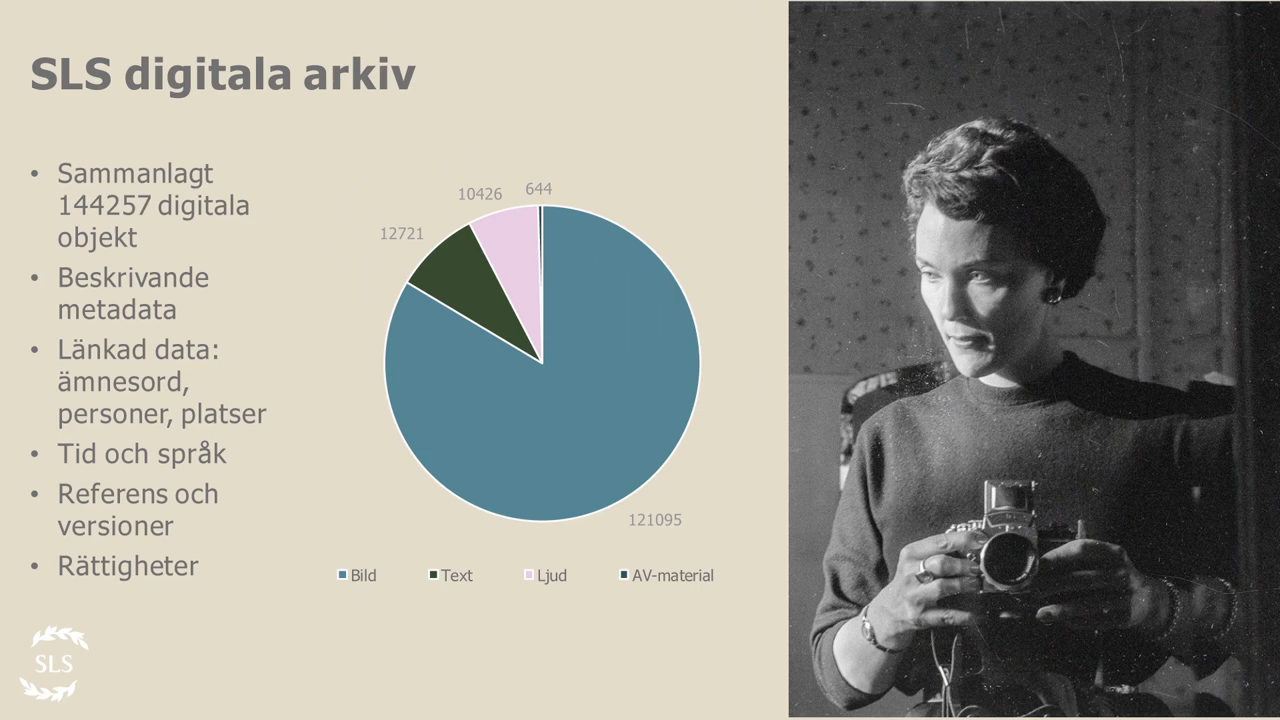 SLS digitala arkiv
• Sammanlagt
144257 digitala
objekt
• Beskrivande
metadata
• Länkad data:
ämnesord,
personer, platser
• Tid och språk
• Referens och
versioner
• Rättigheter
644
10426
12721
121095
Bild
Text
Ljud
AV-material
SLS